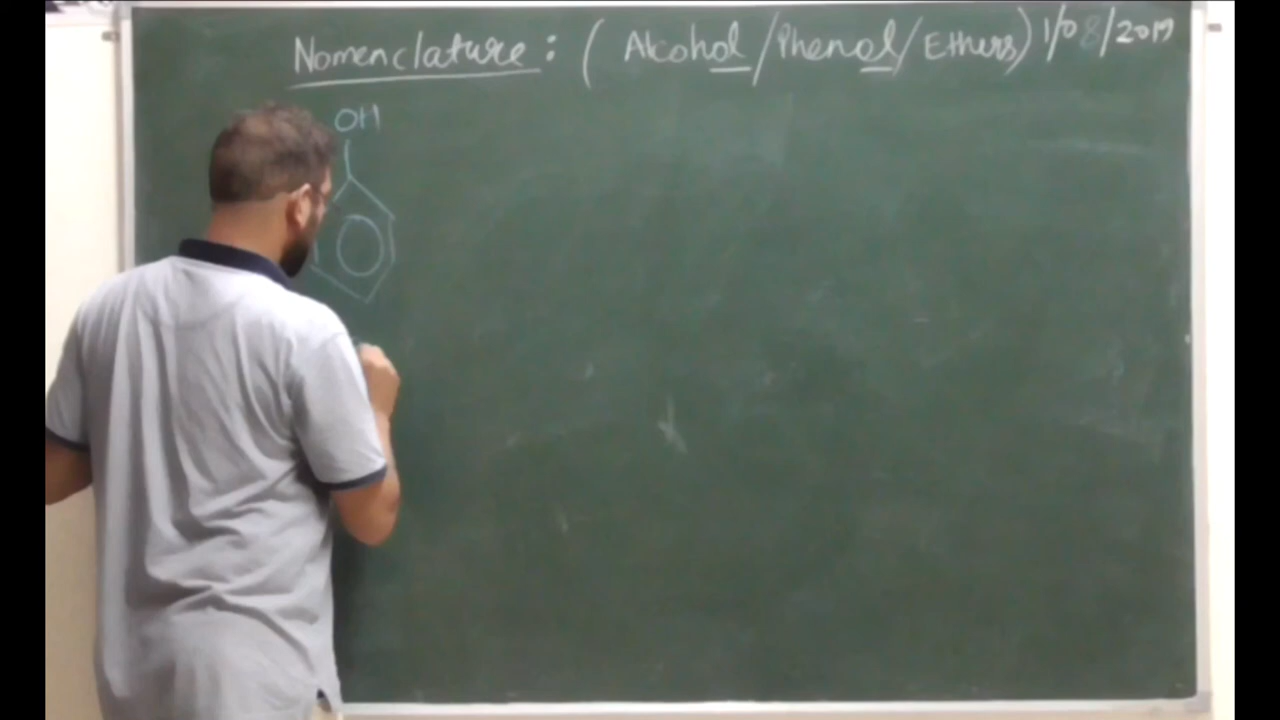 Nomenclature : ( Alcohol / Phenol / Ethers) 1/08/2019
OH